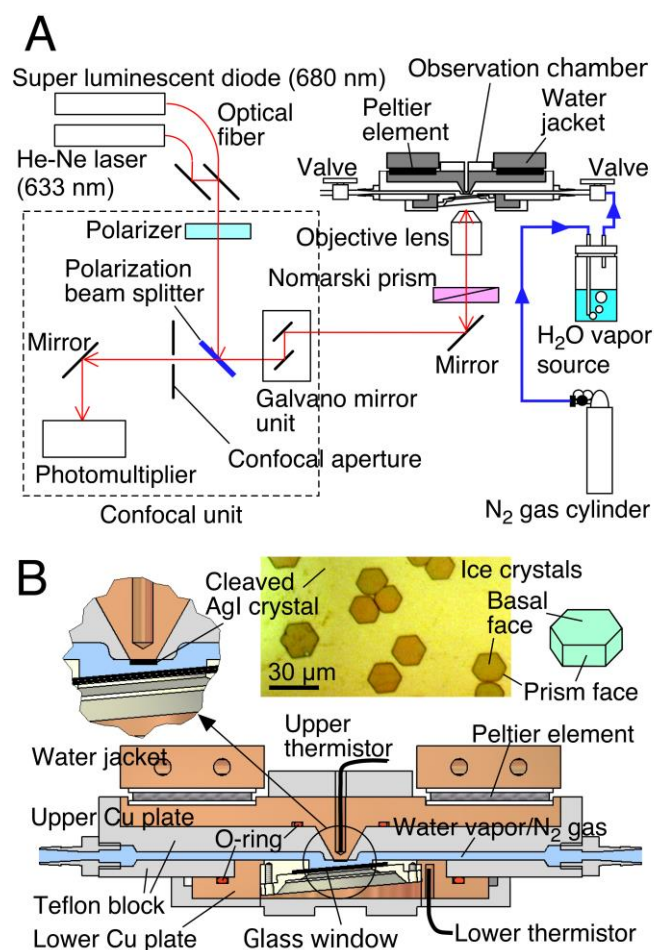 A
Super luminescent diode (680 nm)
Optical
fiber
He-Ne laser
(633 nm)
Observation chamber
Peltier
element
Water
jacket
Valve
Valve
Polarizer
Objective lens
Polarization
beam splitter
Nomarski prism
Mirror
H2O vapor
source
Mirror
Galvano mirror
unit
Photomultiplier
Confocal aperture
Confocal unit
N2 gas cylinder
B
Cleaved
AgI crystal
Ice crystals
Basal
face
30 μm
Prism face
Upper
thermistor
Peltier element
Water jacket
Upper Cu plate
O-ring
Water vapor/N2 gas
Teflon block
Lower Cu plate
Glass window
Lower thermistor